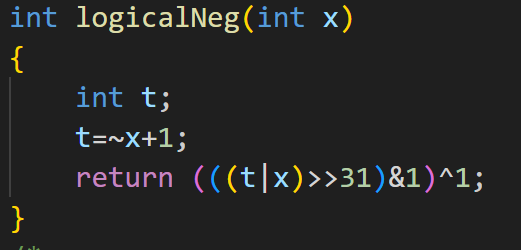 int logicalNeg(int x)
{
    int t;
    t=~x+1;
    return (((t|x)>>31)&1)^1;
}
/*